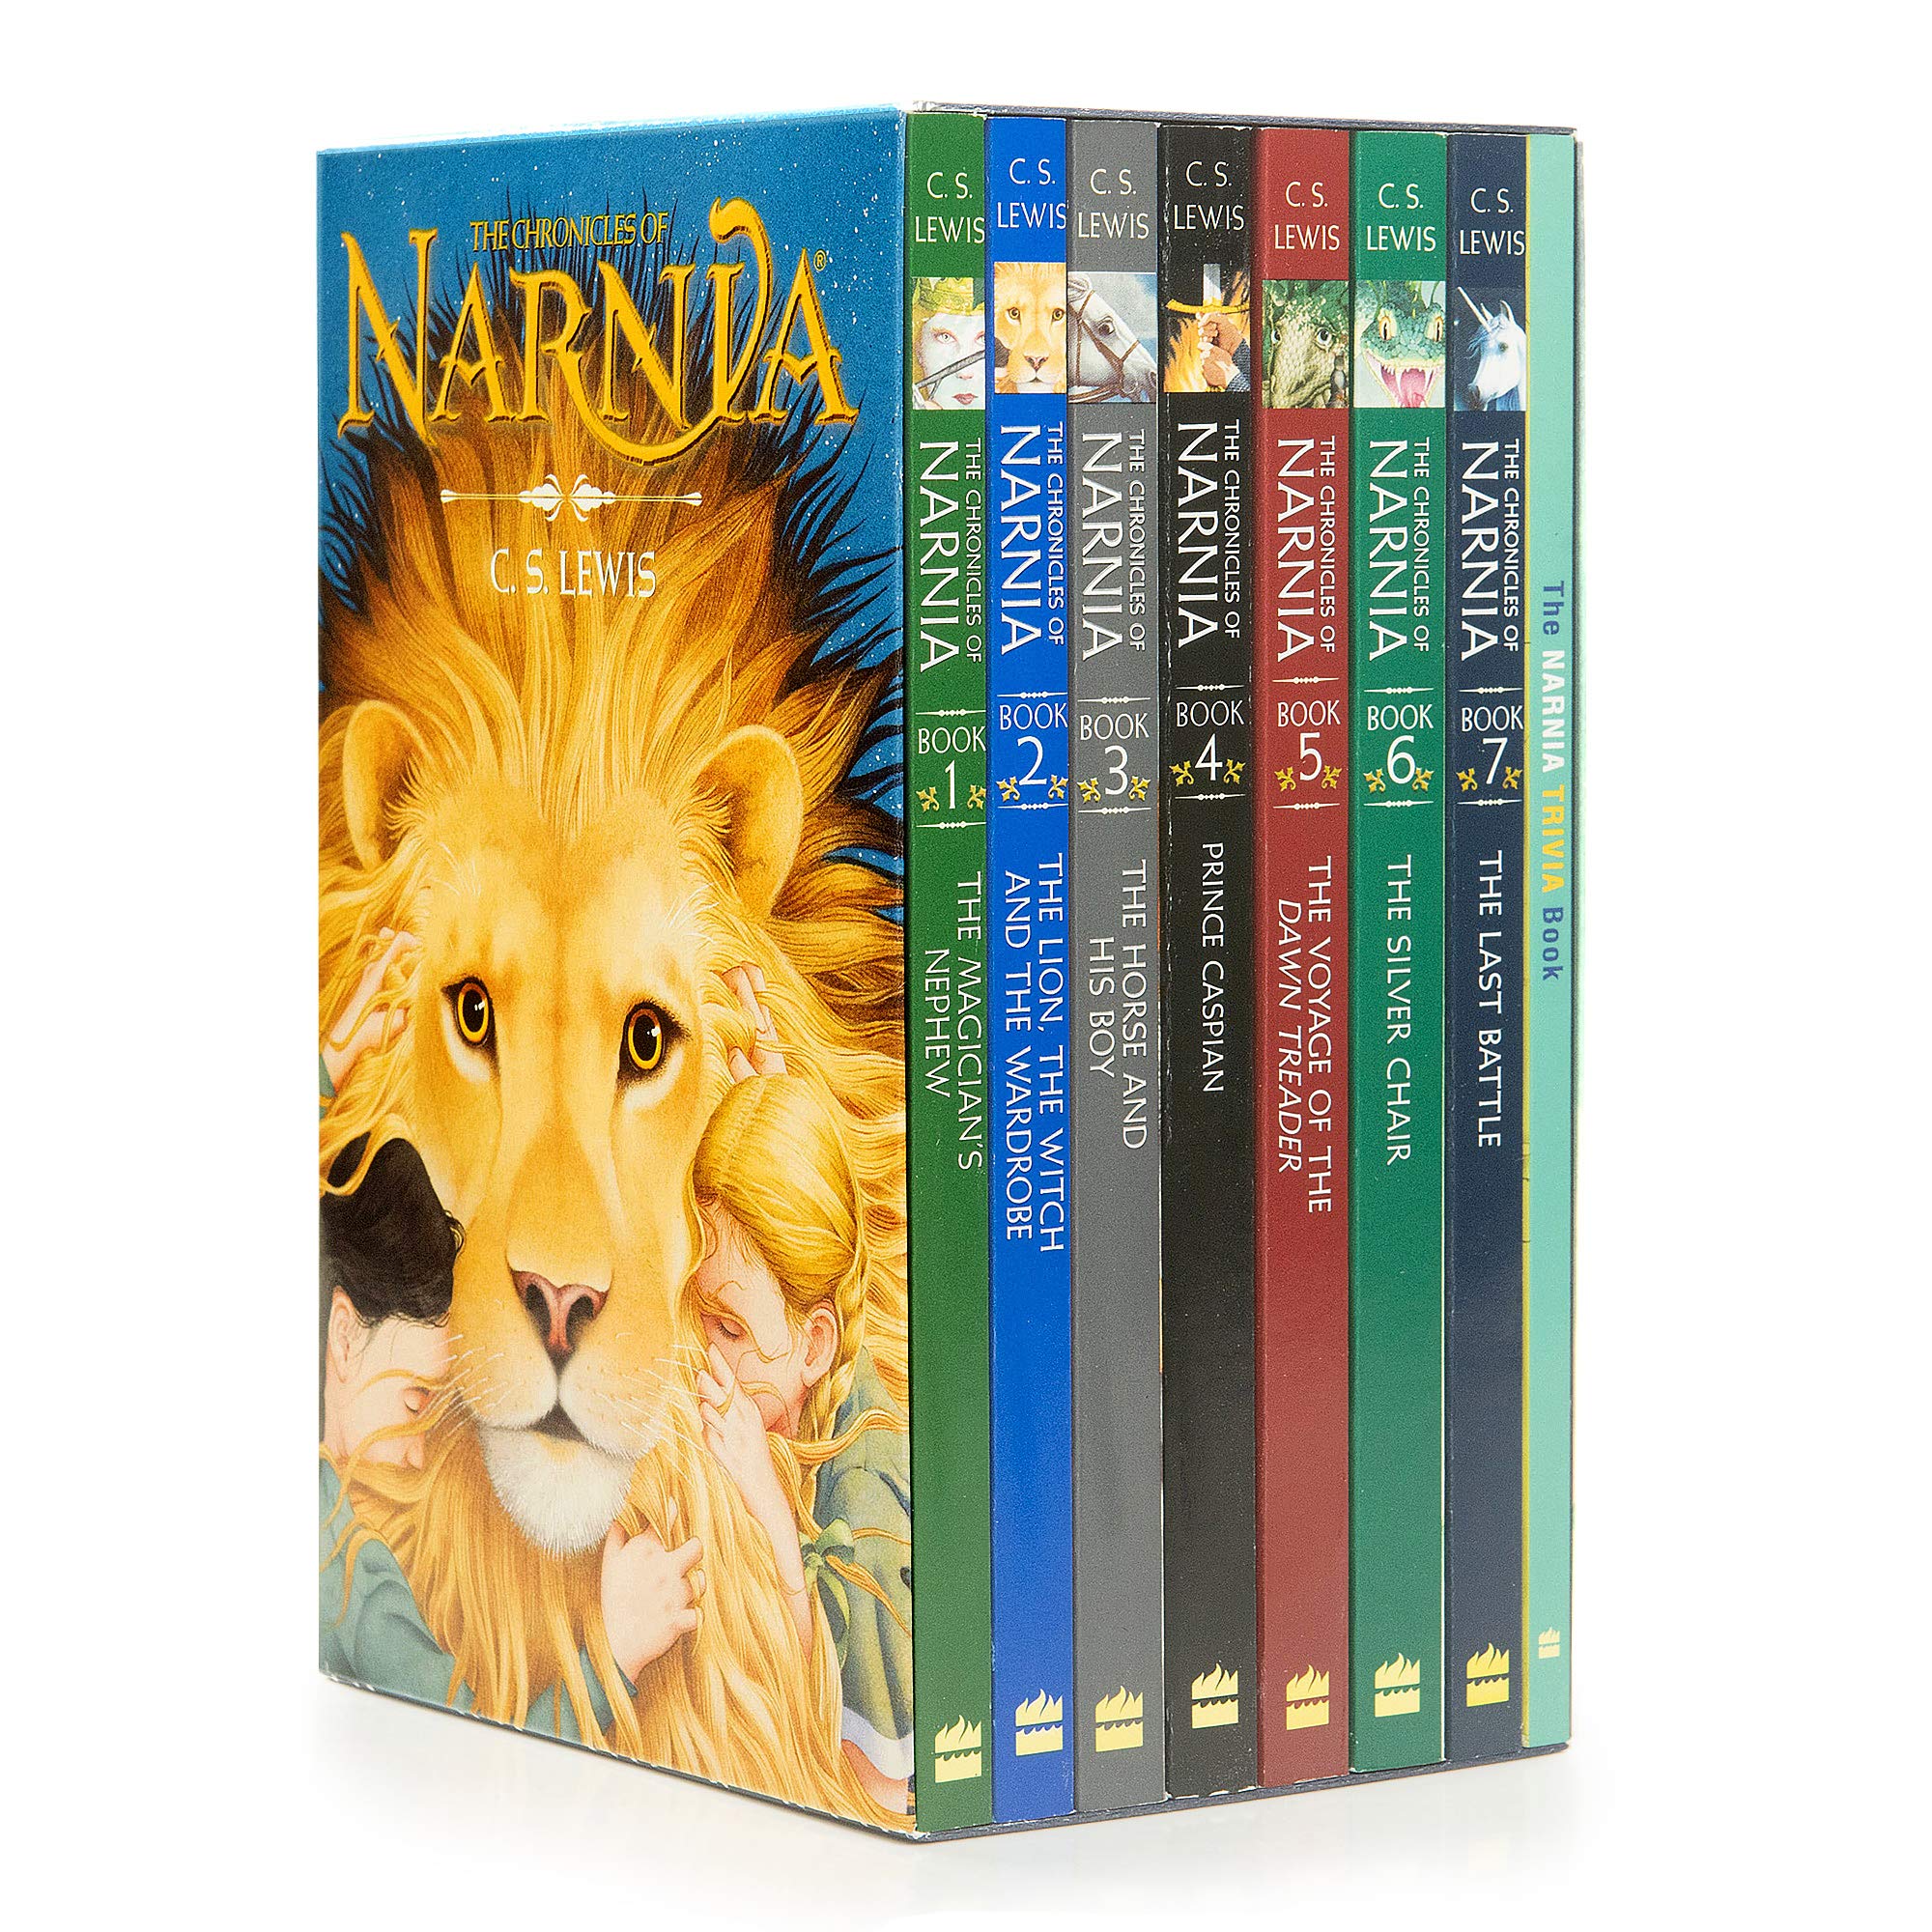 THE CHRONICLES OF
NARNIA®
C. S. LEWIS
C. S.
LEWIS
THE CHRONICLES OF
NARNIA
BOOK
1
THE MAGICIAN'S
NEPHEW
C. S.
LEWIS
THE CHRONICLES OF
NARNIA
BOOK
2
THE LION, THE WITCH
AND THE WARDROBE
C. S.
LEWIS
THE CHRONICLES OF
NARNIA
BOOK
3
THE HORSE AND
HIS BOY
C. S.
LEWIS
THE CHRONICLES OF
NARNIA
BOOK
4
PRINCE CASPIAN
C. S.
LEWIS
THE CHRONICLES OF
NARNIA
BOOK
5
THE VOYAGE OF THE
DAWN TREADER
C. S.
LEWIS
THE CHRONICLES OF
NARNIA
BOOK
6
THE SILVER CHAIR
C. S.
LEWIS
THE CHRONICLES OF
NARNIA
BOOK
7
THE LAST BATTLE
The NARNIA TRIVIA Book